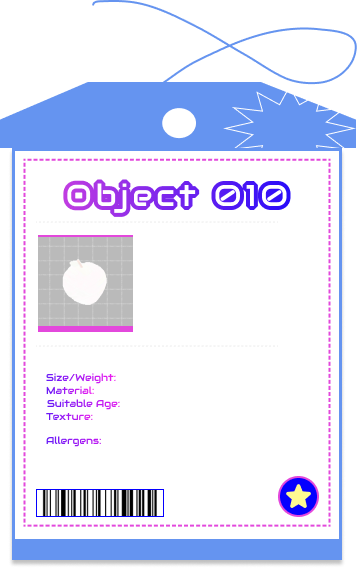 Object 010
Size/Weight:
Material:
Suitable Age:
Texture:
Allergens: